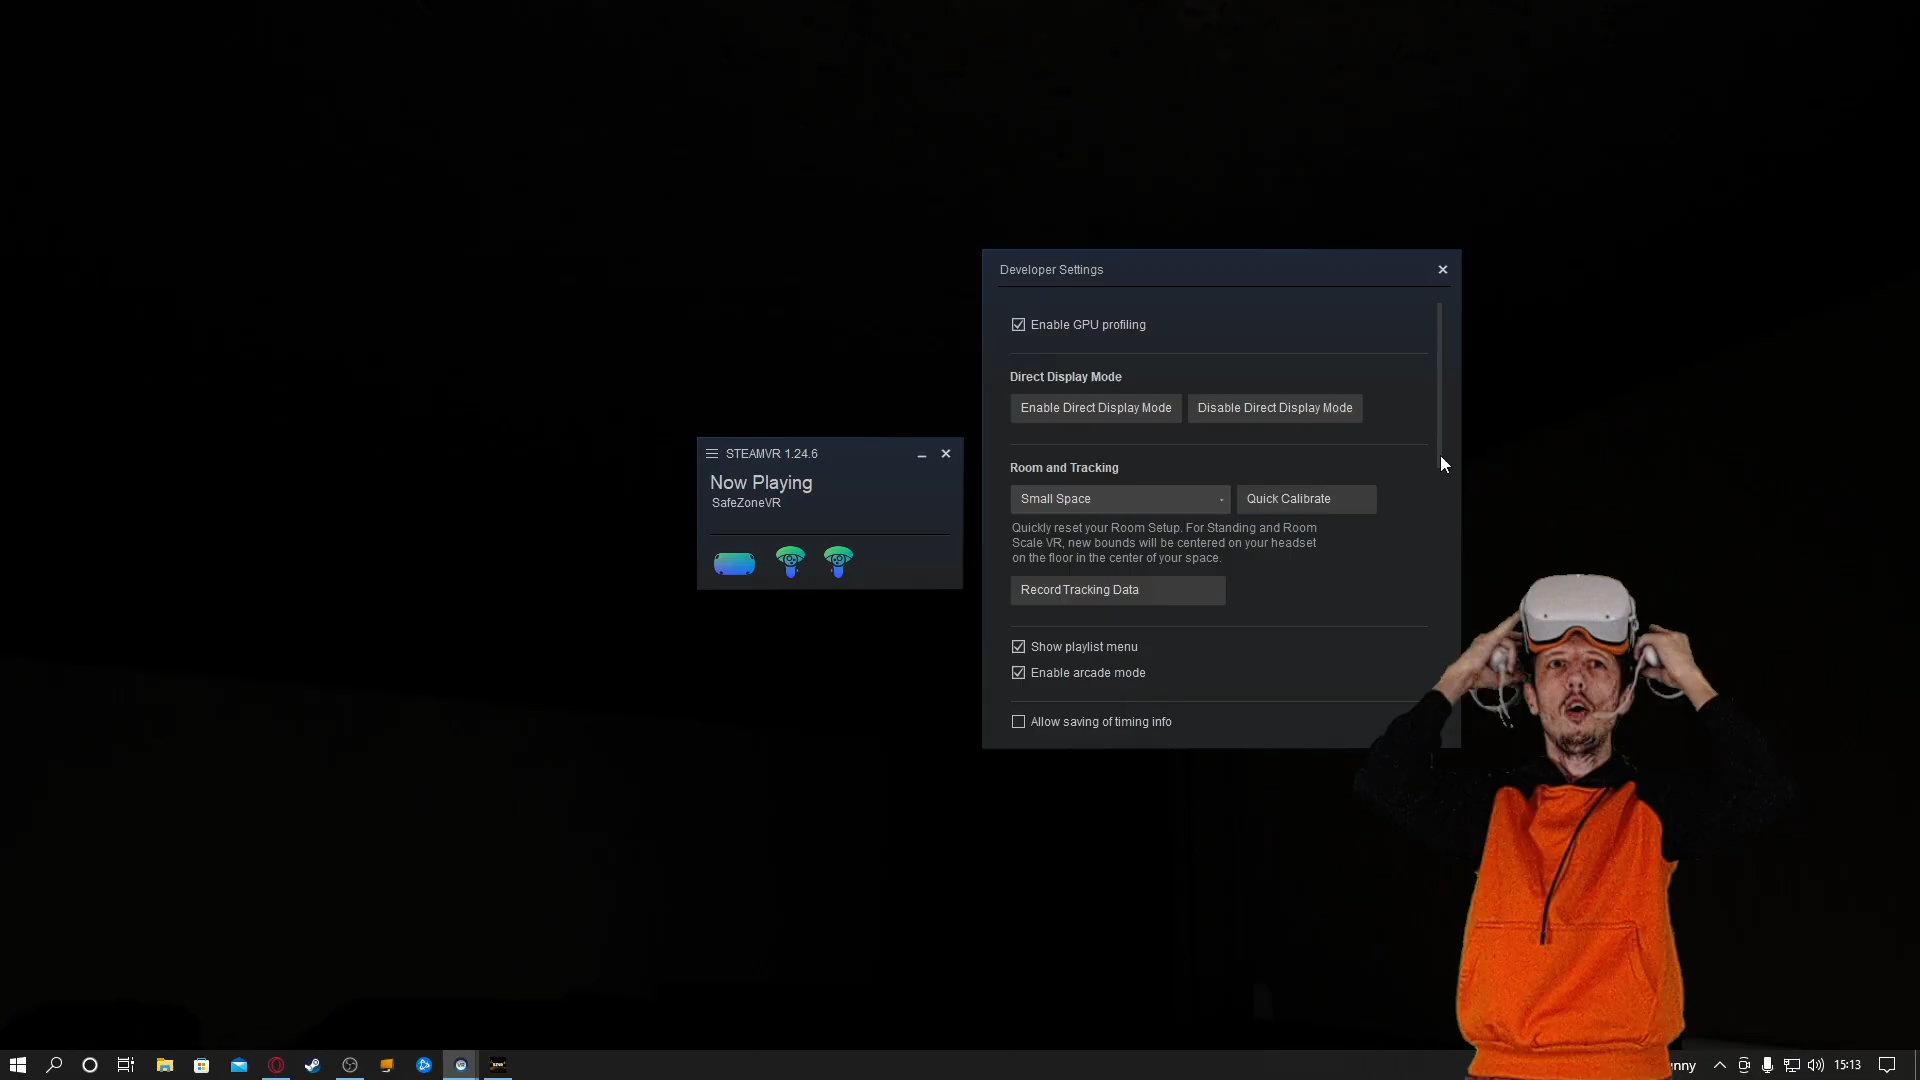 Developer Settings
Enable GPU profiling
Direct Display Mode
Enable Direct Display Mode
Disable Direct Display Mode
STEAMVR 1.24.6
Now Playing
SafeZoneVR
Room and Tracking
Small Space
Quick Calibrate
Quickly reset your Room Setup. For Standing and Room
Scale VR, new bounds will be centered on your headset
on the floor in the center of your space.
Record Tracking Data
Show playlist menu
Enable arcade mode
Allow saving of timing info
unny
15:13